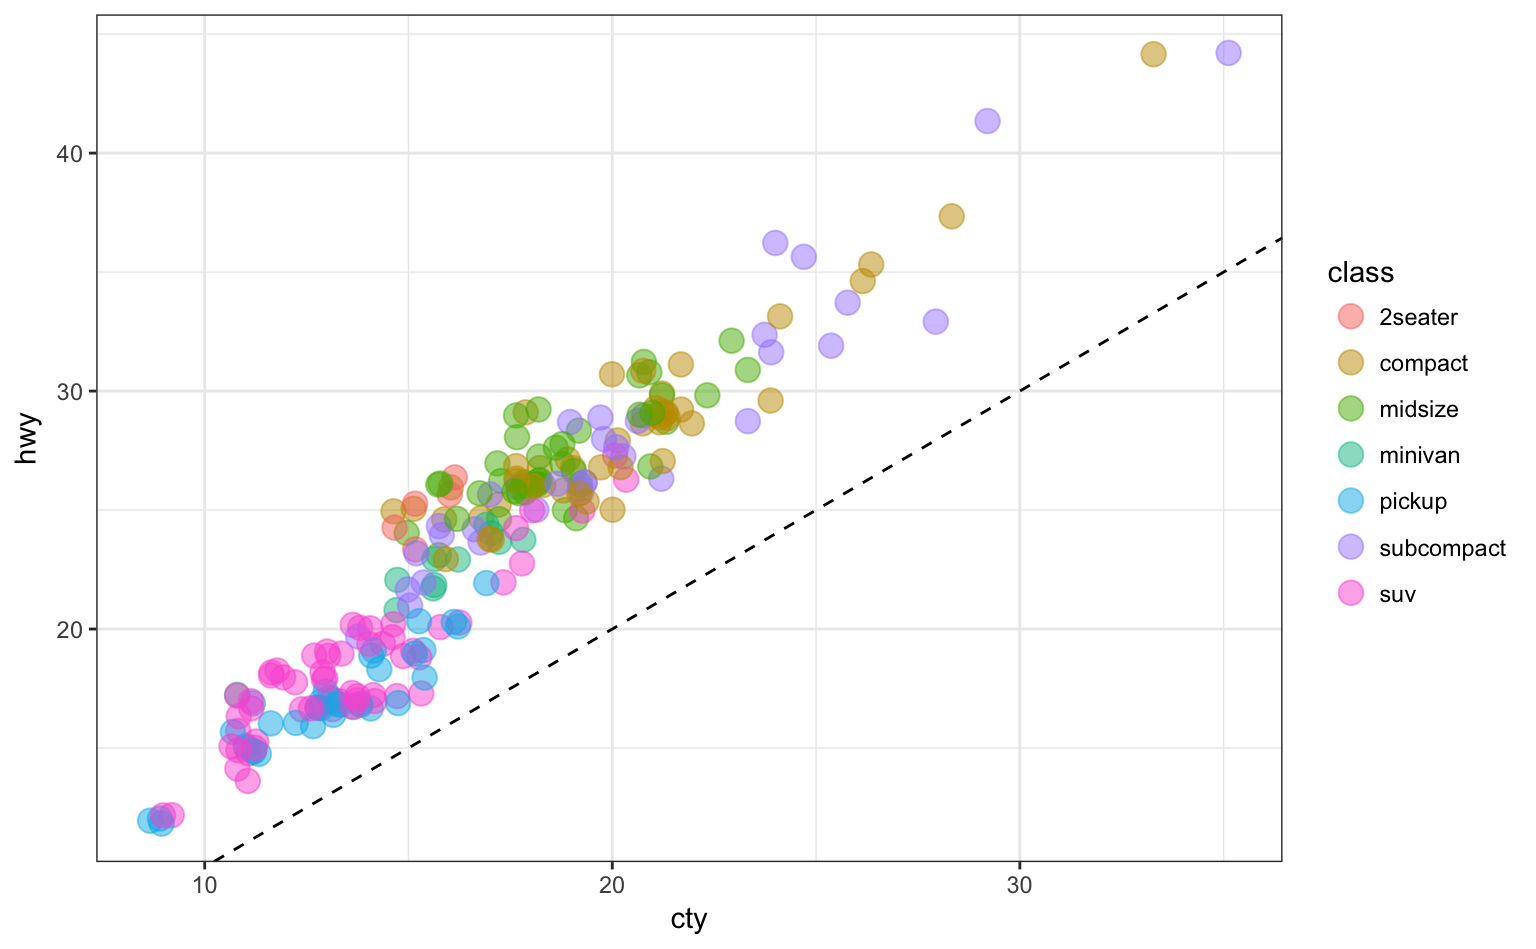 40
30
20
hwy
10
20
30
cty
class
2seater
compact
midsize
minivan
pickup
subcompact
suv